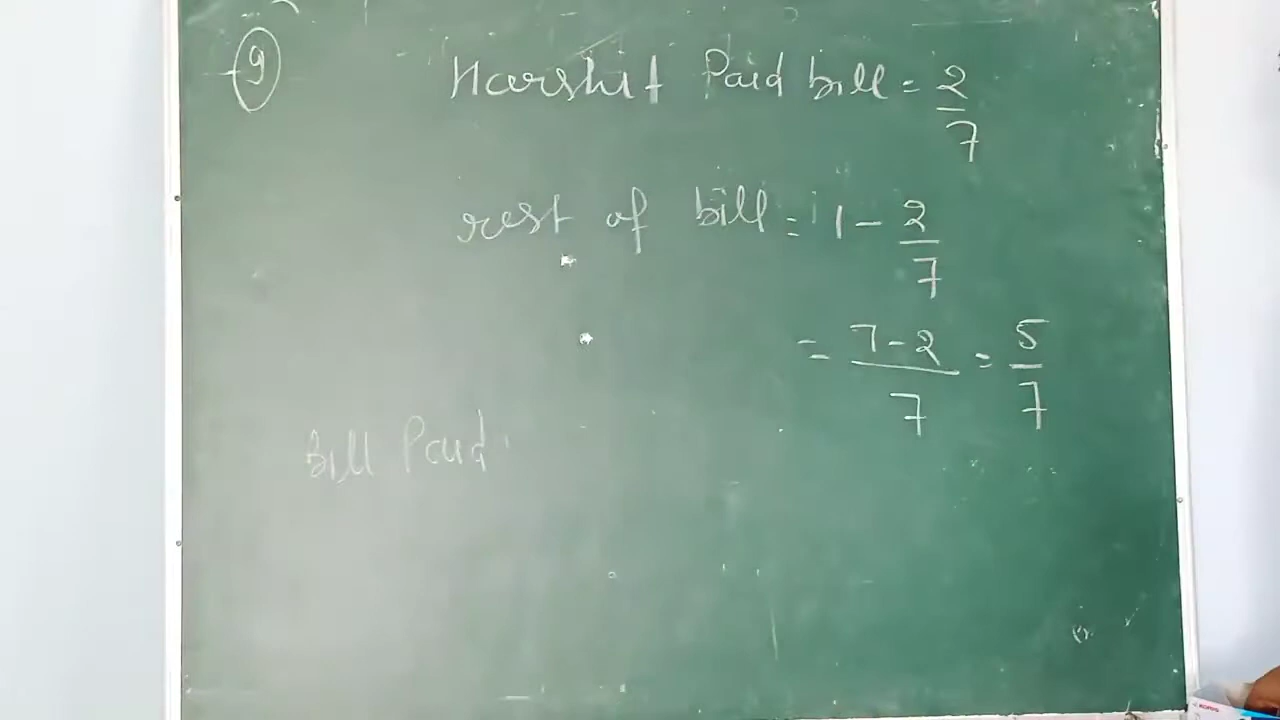 9
Harshit Paid bill = 2/7
rest of bill = 1 - 2/7
= 7-2/7 = 5/7
Bill Paid